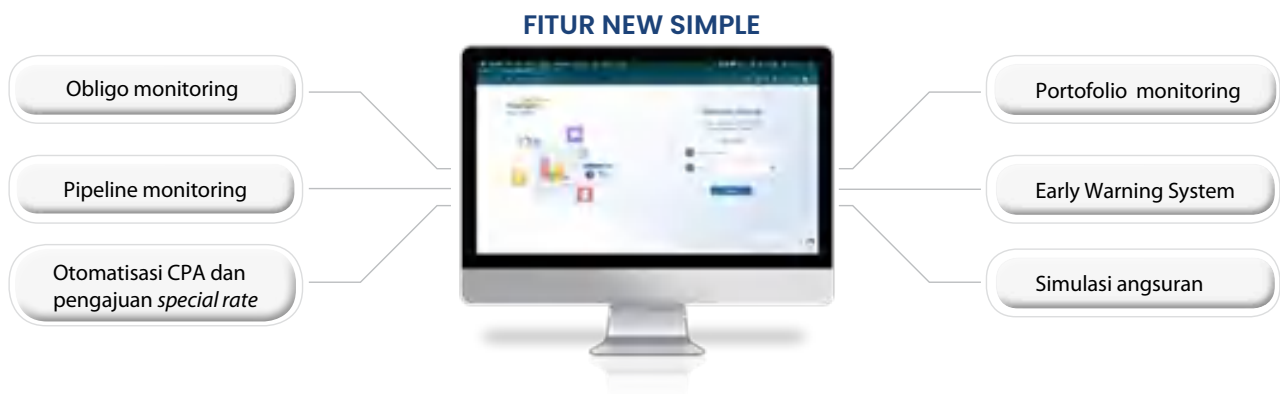 FITUR NEW SIMPLE
Obligo monitoring
Pipeline monitoring
Otomatisasi CPA dan
pengajuan special rate
Portofolio monitoring
Early Warning System
Simulasi angsuran